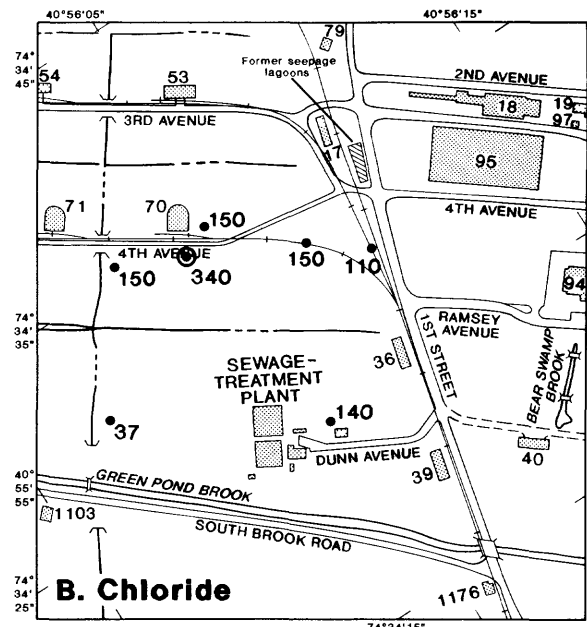 40°56'05"
40°56'15"
74°
34'
45"
79
Former seepage
lagoons
54
53
2ND AVENUE
18
19
97
3RD AVENUE
17
95
71
70
150
4TH AVENUE
4TH AVENUE
150
340
150
110
94
74°
34'
35"
RAMSEY
AVENUE
1ST STREET
BEAR SWAMP
BROOK
36
SEWAGE-
TREATMENT
PLANT
37
140
DUNN AVENUE
39
40
40°
55'
55"
GREEN POND BROOK
SOUTH BROOK ROAD
1103
74°
34'
25"
B. Chloride
1176
74°34'15"